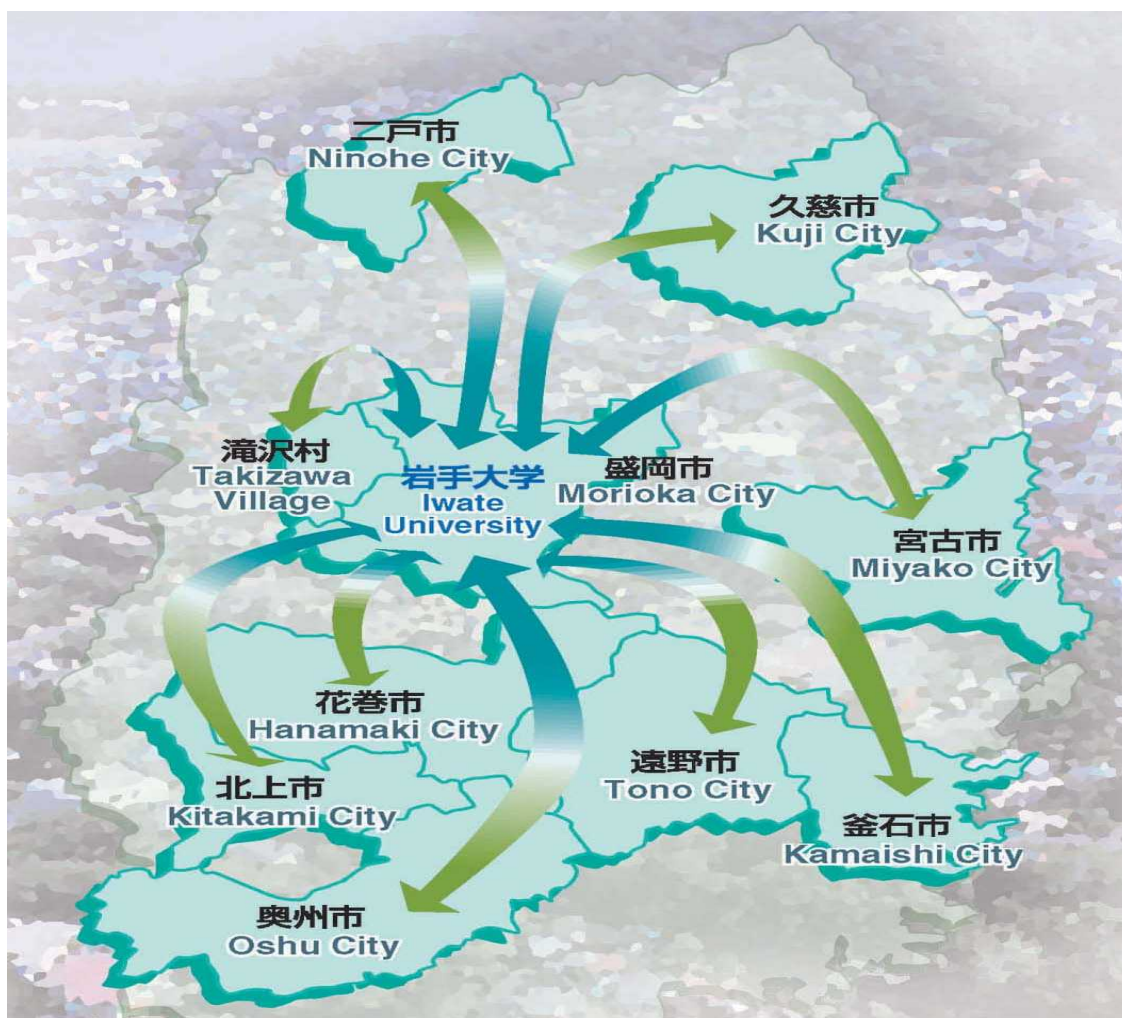 二戸市
Ninohe City
久慈市
Kuji City
滝沢村
Takizawa
Village
岩手大学
Iwate
University
盛岡市
Morioka City
宮古市
Miyako City
花巻市
Hanamaki City
北上市
Kitakami City
遠野市
Tono City
釜石市
Kamaishi City
奥州市
Oshu City